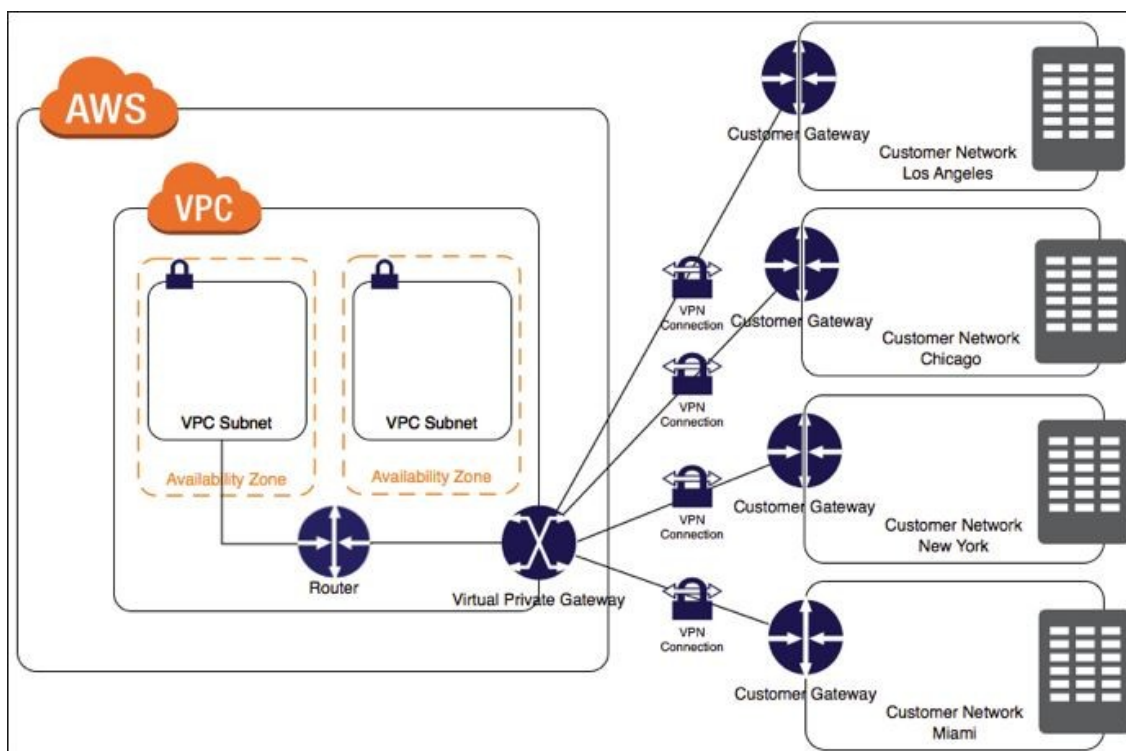 AWS
VPC
VPC Subnet
Availability Zone
VPC Subnet
Availability Zone
Router
Virtual Private Gateway
VPN
Connection
VPN
Connection
VPN
Connection
VPN
Connection
Customer Gateway
Customer Network
Los Angeles
Customer Gateway
Customer Network
Chicago
Customer Gateway
Customer Network
New York
Customer Gateway
Customer Network
Miami